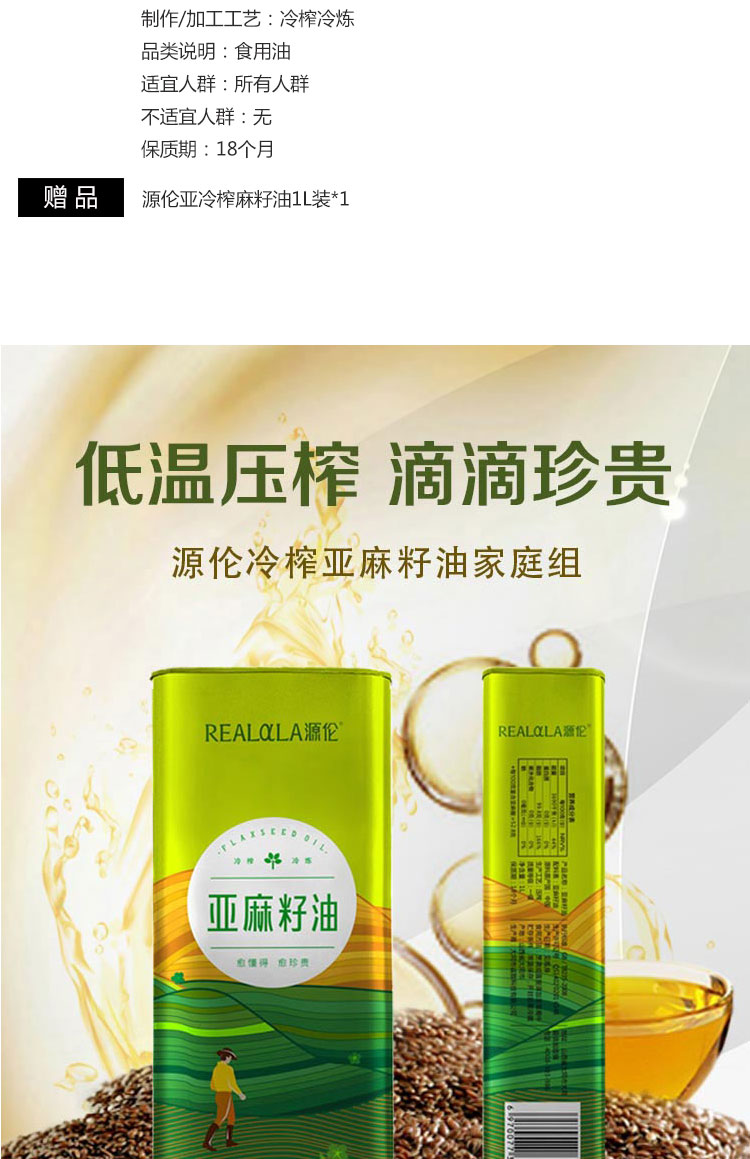 制作/加工工艺：冷榨冷炼
品类说明：食用油
适宜人群：所有人群
不适宜人群：无
保质期：18个月
赠品 源伦亚冷榨麻籽油1L装*1
低温压榨 滴滴珍贵
源伦冷榨亚麻籽油家庭组
REALαLA源伦®
REALαLA源伦®
·FLAXSEED OIL·
冷榨 冷炼
亚麻籽油
愈懂得 愈珍贵
营养成分表